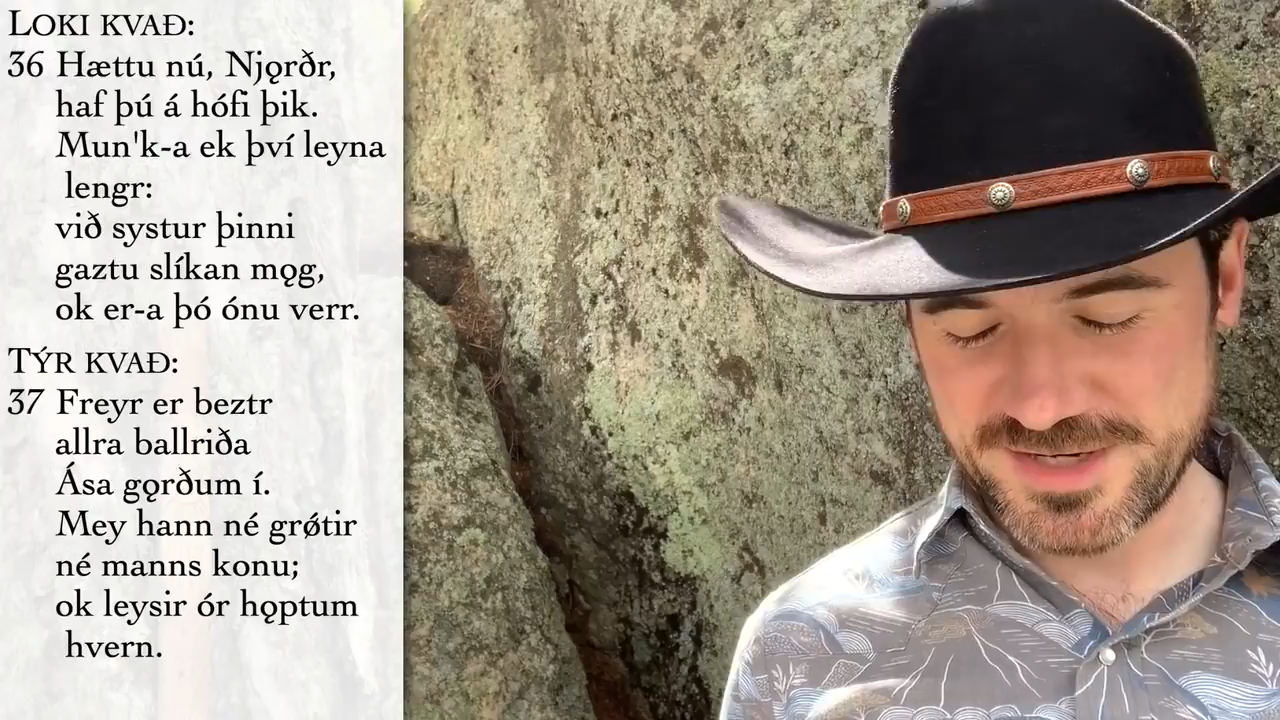 LOKI KVAÐ:
36 Hættu nú, Njǫrðr,
haf þú á hófi þik.
Mun'k-a ek því leyna
lengr:
við systur þinni
gaztu slíkan mǫg,
ok er-a þó ónu verr.
TÝR KVAÐ:
37 Freyr er beztr
allra ballriða
Ása gǫrðum í.
Mey hann né grǿtir
né manns konu;
ok leysir ór hǫptum
hvern.